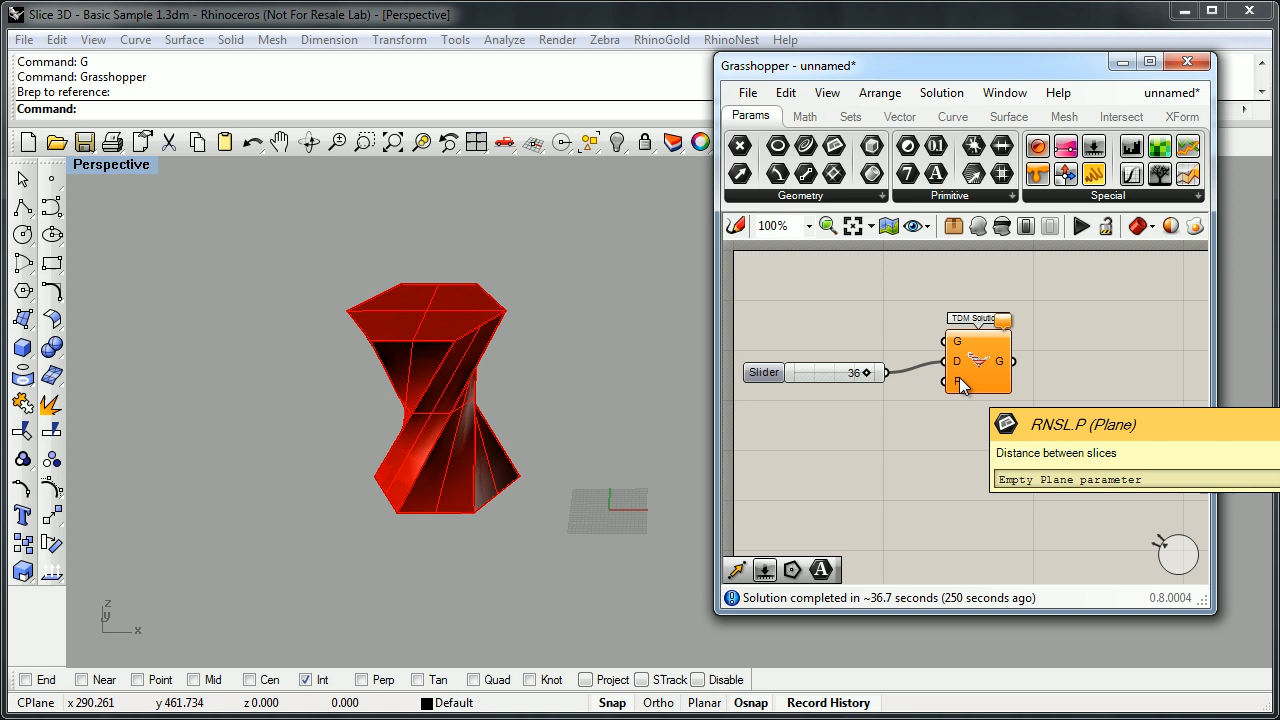 Slice 3D - Basic Sample 1.3dm - Rhinoceros (Not For Resale Lab) - [Perspective]
File Edit View Curve Surface Solid Mesh Dimension Transform Tools Analyze Render Zebra RhinoGold RhinoNest Help
Command: G
Command: Grasshopper
Brep to reference:
Command:
Perspective
Grasshopper - unnamed*
File Edit View Arrange Solution Window Help unnamed*
Params Math Sets Vector Curve Surface Mesh Intersect XForm
Geometry Primitive Special
100%
TDM Solutio
G
Slider 36 D G
P
RNSL.P (Plane)
Distance between slices
Empty Plane parameter
Solution completed in ~36.7 seconds (250 seconds ago) 0.8.0004
z
y
x
End Near Point Mid Cen Int Perp Tan Quad Knot Project STrack Disable
CPlane x 290.261 y 461.734 z 0.000 0.000 Default Snap Ortho Planar Osnap Record History